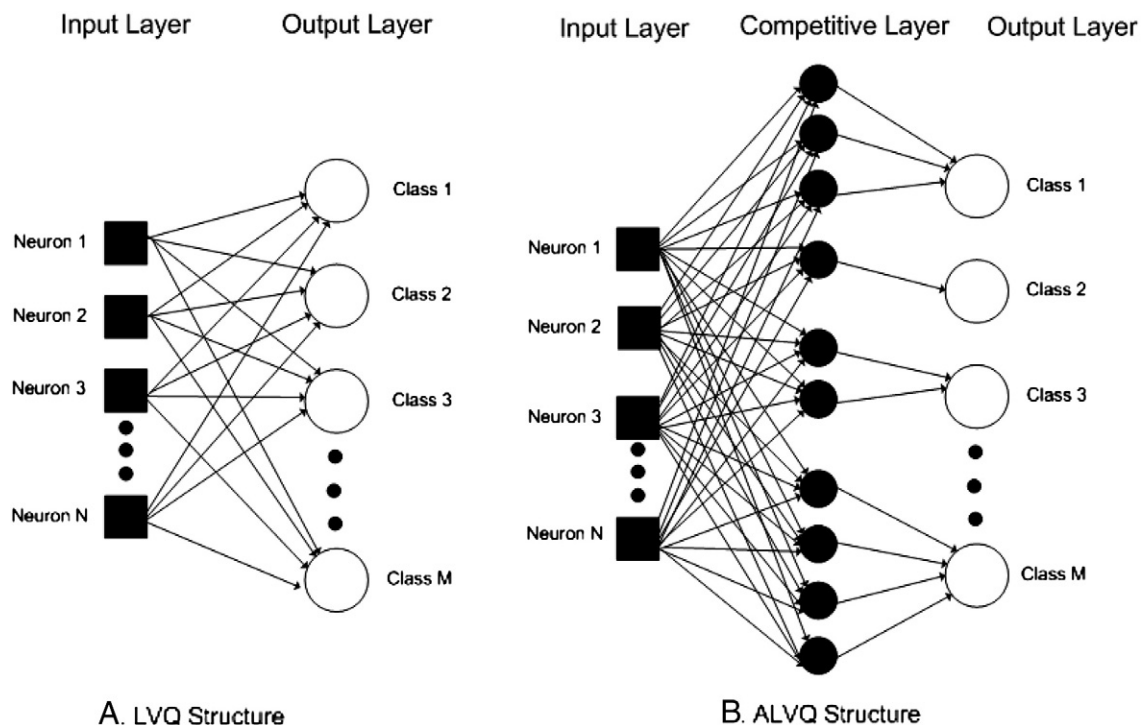 Input Layer
Output Layer
Neuron 1
Neuron 2
Neuron 3
Neuron N
Class 1
Class 2
Class 3
Class M
A. LVQ Structure
Input Layer
Competitive Layer
Output Layer
Neuron 1
Neuron 2
Neuron 3
Neuron N
Class 1
Class 2
Class 3
Class M
B. ALVQ Structure